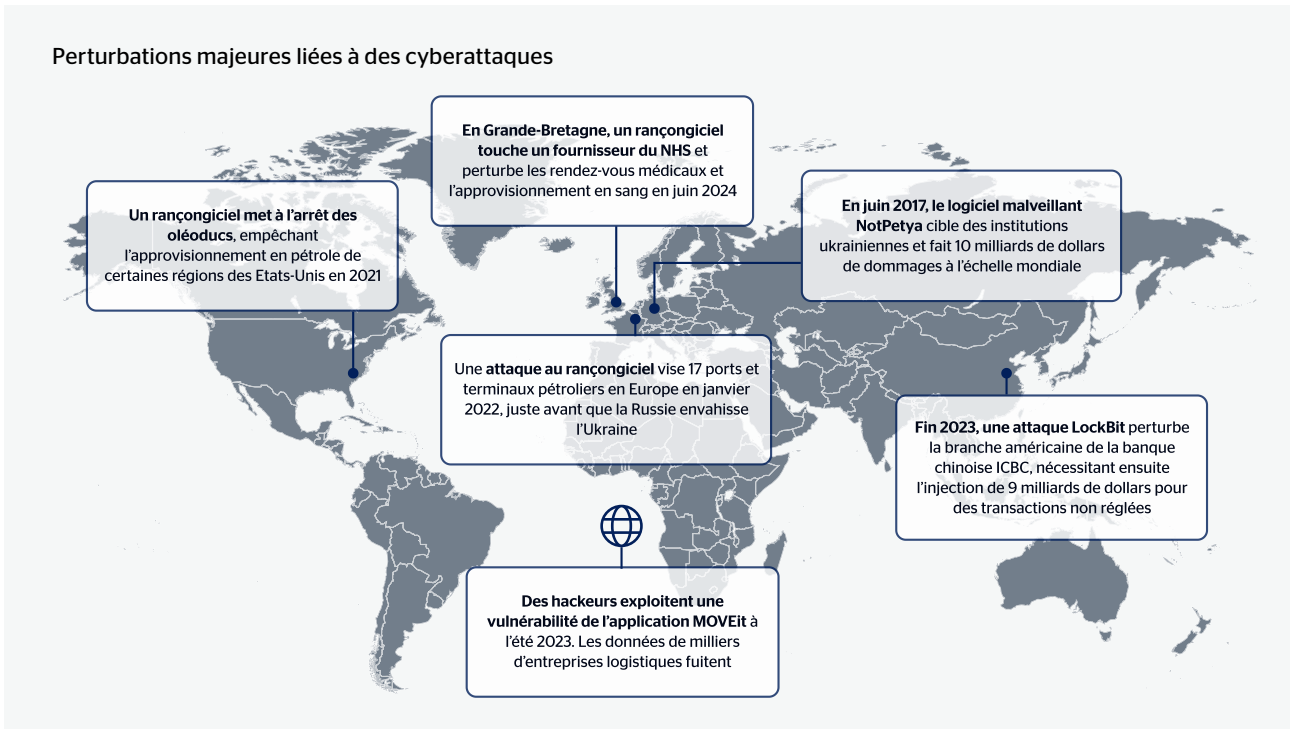 Perturbations majeures liées à des cyberattaques
En Grande-Bretagne, un rançongiciel
touche un fournisseur du NHS et
perturbe les rendez-vous médicaux et
l'approvisionnement en sang en juin 2024
Un rançongiciel met à l'arrêt des
oléoducs, empêchant
l'approvisionnement en pétrole de
certaines régions des Etats-Unis en 2021
En juin 2017, le logiciel malveillant
NotPetya cible des institutions
ukrainiennes et fait 10 milliards de dollars
de dommages à l'échelle mondiale
Une attaque au rançongiciel vise 17 ports et
terminaux pétroliers en Europe en janvier
2022, juste avant que la Russie envahisse
l'Ukraine
Fin 2023, une attaque LockBit perturbe
la branche américaine de la banque
chinoise ICBC, nécessitant ensuite
l'injection de 9 milliards de dollars pour
des transactions non réglées
Des hackeurs exploitent une
vulnérabilité de l'application MOVEit à
l'été 2023. Les données de milliers
d'entreprises logistiques fuitent